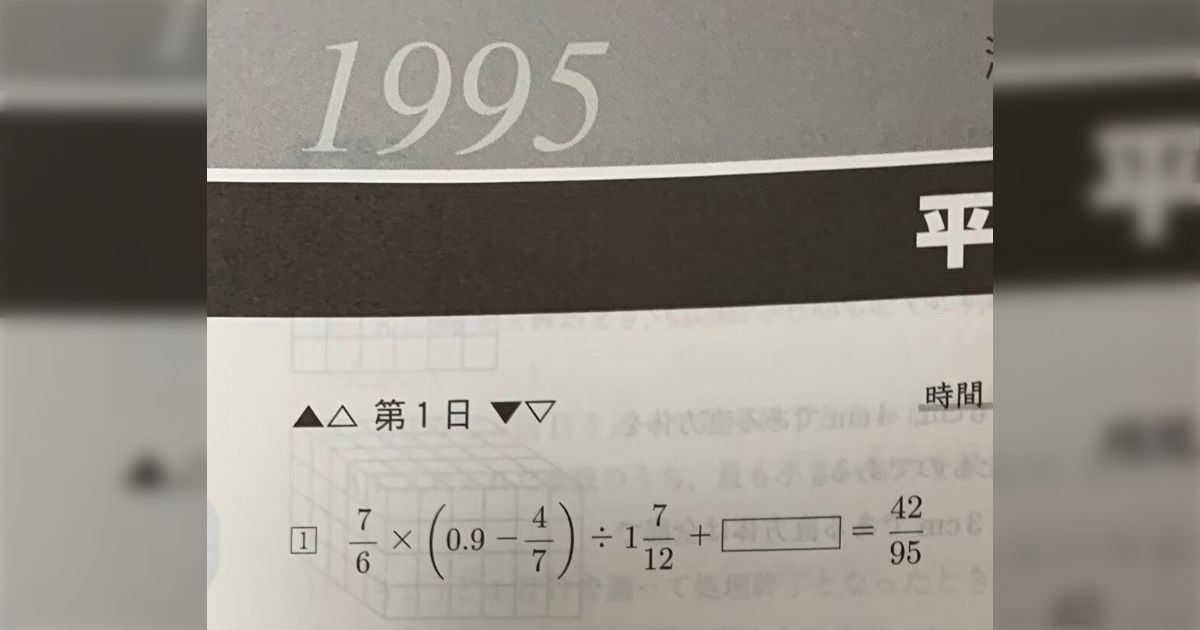 1995
平
▲△ 第1日 ▼▽
時間
1 7/6 × (0.9 − 4/7) ÷ 1 7/12 + □ = 42/95